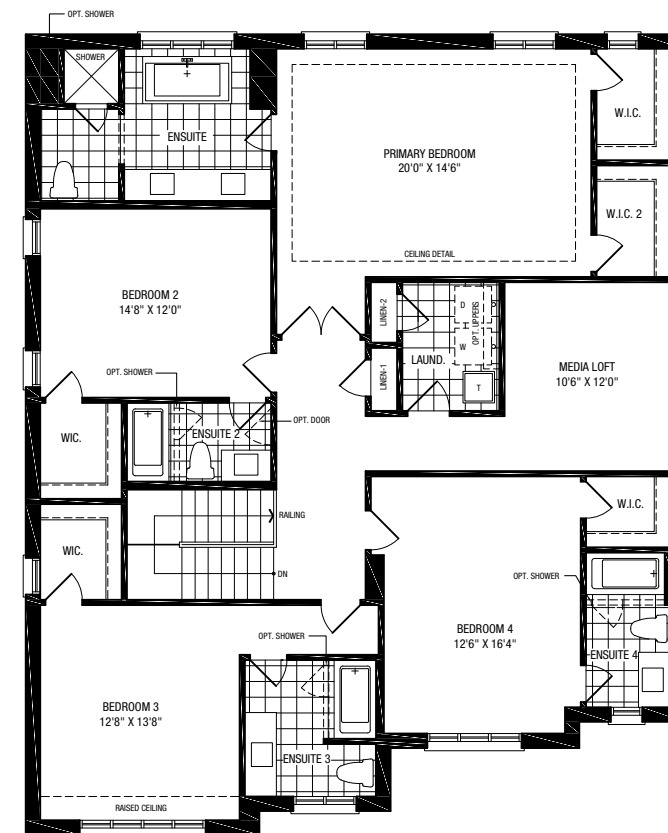 OPT. SHOWER
SHOWER
ENSUITE
PRIMARY BEDROOM
20'0" X 14'6"
CEILING DETAIL
W.I.C.
W.I.C. 2
BEDROOM 2
14'8" X 12'0"
LINEN-2
LINEN-1
LAUND.
D
W
OPT. UPPERS
T
MEDIA LOFT
10'6" X 12'0"
OPT. SHOWER
ENSUITE 2
OPT. DOOR
WIC.
WIC.
RAILING
DN
W.I.C.
OPT. SHOWER
BEDROOM 4
12'6" X 16'4"
ENSUITE 4
OPT. SHOWER
BEDROOM 3
12'8" X 13'8"
ENSUITE 3
RAISED CEILING